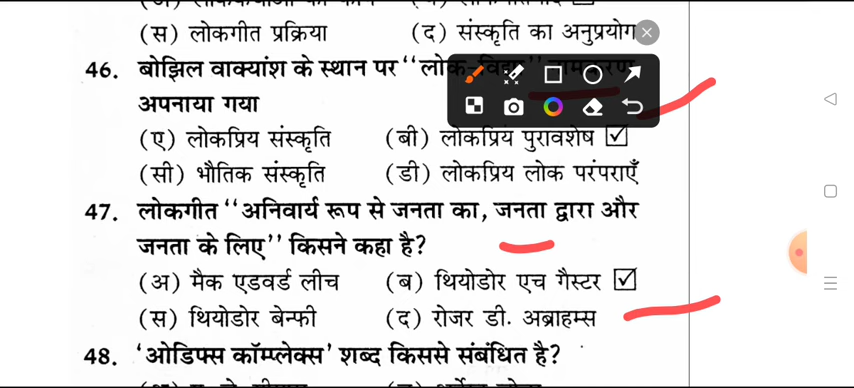 (स) लोकगीत प्रक्रिया (द) संस्कृति का अनुप्रयोग
46. बोझिल वाक्यांश के स्थान पर "लोक-विद्या" नामकरण
अपनाया गया
(ए) लोकप्रिय संस्कृति (बी) लोकप्रिय पुरावशेष
(सी) भौतिक संस्कृति (डी) लोकप्रिय लोक परंपराएँ
47. लोकगीत "अनिवार्य रूप से जनता का, जनता द्वारा और
जनता के लिए" किसने कहा है?
(अ) मैक एडवर्ड लीच (ब) थियोडोर एच गैस्टर
(स) थियोडोर बेन्फी (द) रोजर डी. अब्राहम्स
48. 'ओडिफ्स कॉम्प्लेक्स' शब्द किससे संबंधित है?